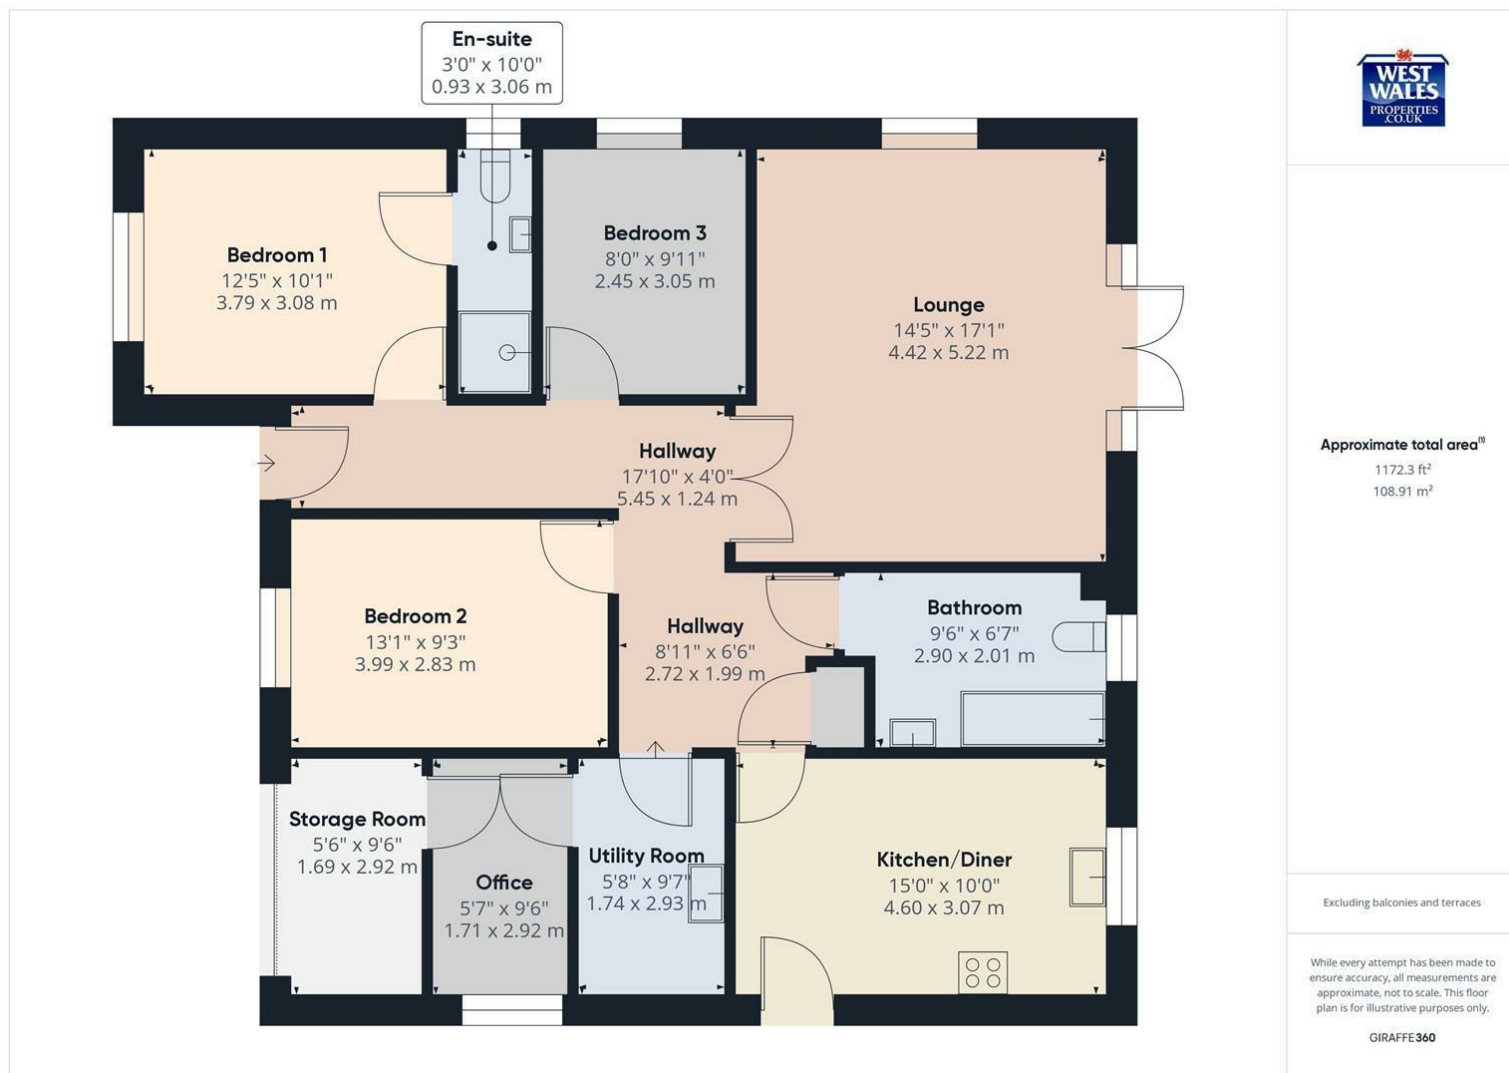 En-suite
3'0" x 10'0"
0.93 x 3.06 m
WEST
WALES
PROPERTIES
.CO.UK
Bedroom 1
12'5" x 10'1"
3.79 x 3.08 m
Bedroom 3
8'0" x 9'11"
2.45 x 3.05 m
Lounge
14'5" x 17'1"
4.42 x 5.22 m
Hallway
17'10" x 4'0"
5.45 x 1.24 m
Approximate total area⁽¹⁾
1172.3 ft²
108.91 m²
Bedroom 2
13'1" x 9'3"
3.99 x 2.83 m
Hallway
8'11" x 6'6"
2.72 x 1.99 m
Bathroom
9'6" x 6'7"
2.90 x 2.01 m
Storage Room
5'6" x 9'6"
1.69 x 2.92 m
Office
5'7" x 9'6"
1.71 x 2.92 m
Utility Room
5'8" x 9'7"
1.74 x 2.93 m
Kitchen/Diner
15'0" x 10'0"
4.60 x 3.07 m
Excluding balconies and terraces
While every attempt has been made to
ensure accuracy, all measurements are
approximate, not to scale. This floor
plan is for illustrative purposes only.
GIRAFFE360